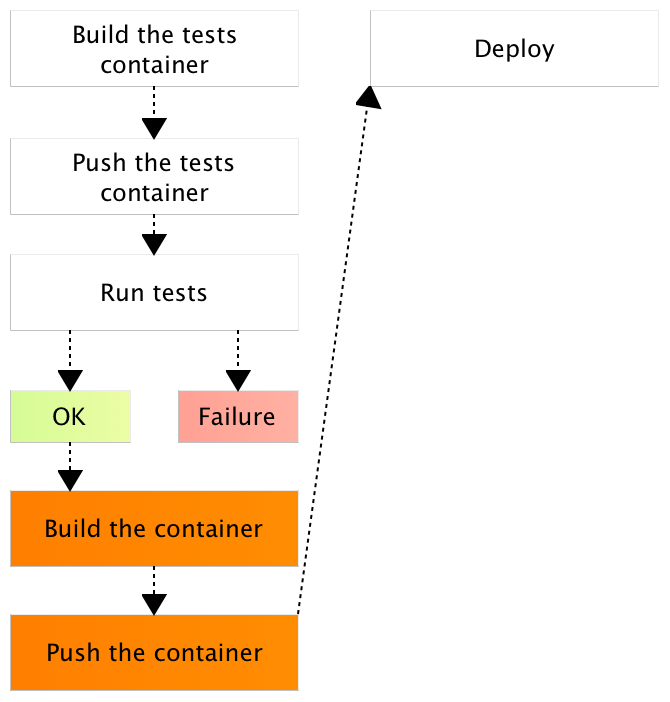 Build the tests
container
Push the tests
container
Run tests
OK
Failure
Build the container
Push the container
Deploy